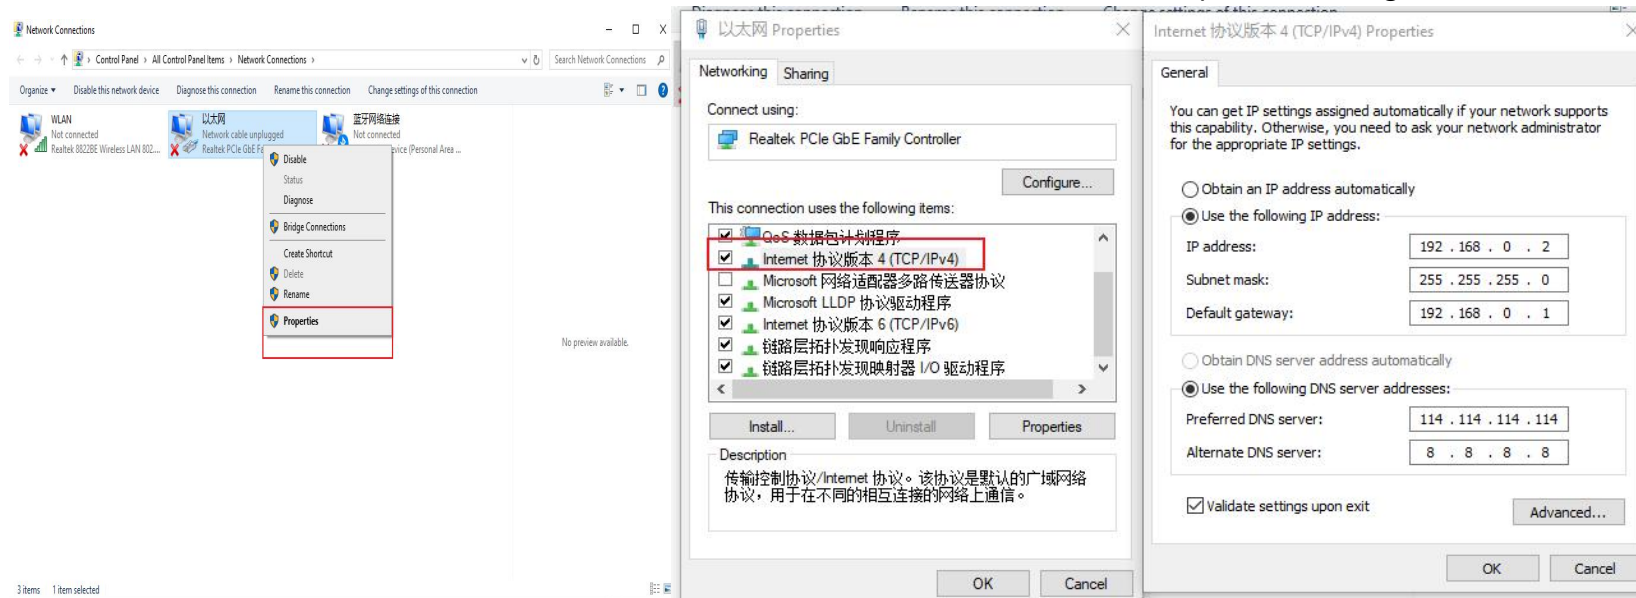 Network Connections
Control Panel › All Control Panel Items › Network Connections ›
Search Network Connections
Organize
Disable this network device
Diagnose this connection
Rename this connection
Change settings of this connection
WLAN
Not connected
Realtek 8822BE Wireless LAN 802....
以太网
Network cable unplugged
Realtek PCIe GbE Fa
蓝牙网络连接
Not connected
evice (Personal Area ...
Disable
Status
Diagnose
Bridge Connections
Create Shortcut
Delete
Rename
Properties
No preview available.
3 items 1 item selected
以太网 Properties
Networking Sharing
Connect using:
Realtek PCIe GbE Family Controller
Configure...
This connection uses the following items:
QoS 数据包计划程序
Internet 协议版本 4 (TCP/IPv4)
Microsoft 网络适配器多路传送器协议
Microsoft LLDP 协议驱动程序
Internet 协议版本 6 (TCP/IPv6)
链路层拓扑发现响应程序
链路层拓扑发现映射器 I/O 驱动程序
Install... Uninstall Properties
Description
传输控制协议/Internet 协议。该协议是默认的广域网络
协议，用于在不同的相互连接的网络上通信。
OK Cancel
Internet 协议版本 4 (TCP/IPv4) Properties
General
You can get IP settings assigned automatically if your network supports
this capability. Otherwise, you need to ask your network administrator
for the appropriate IP settings.
Obtain an IP address automatically
Use the following IP address:
IP address: 192 . 168 . 0 . 2
Subnet mask: 255 . 255 . 255 . 0
Default gateway: 192 . 168 . 0 . 1
Obtain DNS server address automatically
Use the following DNS server addresses:
Preferred DNS server: 114 . 114 . 114 . 114
Alternate DNS server: 8 . 8 . 8 . 8
Validate settings upon exit
Advanced...
OK Cancel